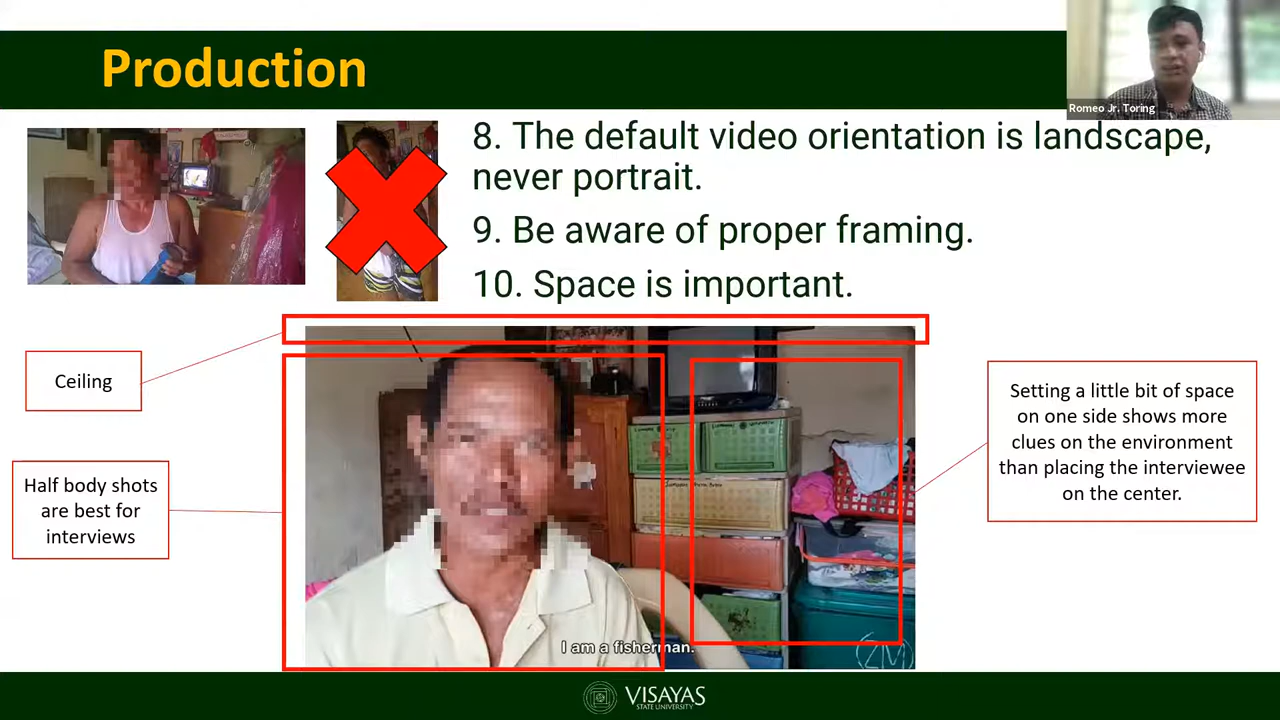 Production
Romeo Jr. Toring
8. The default video orientation is landscape,
never portrait.
9. Be aware of proper framing.
10. Space is important.
Ceiling
Half body shots
are best for
interviews
Setting a little bit of space
on one side shows more
clues on the environment
than placing the interviewee
on the center.
I am a fisherman.
ZM
VISAYAS
STATE UNIVERSITY